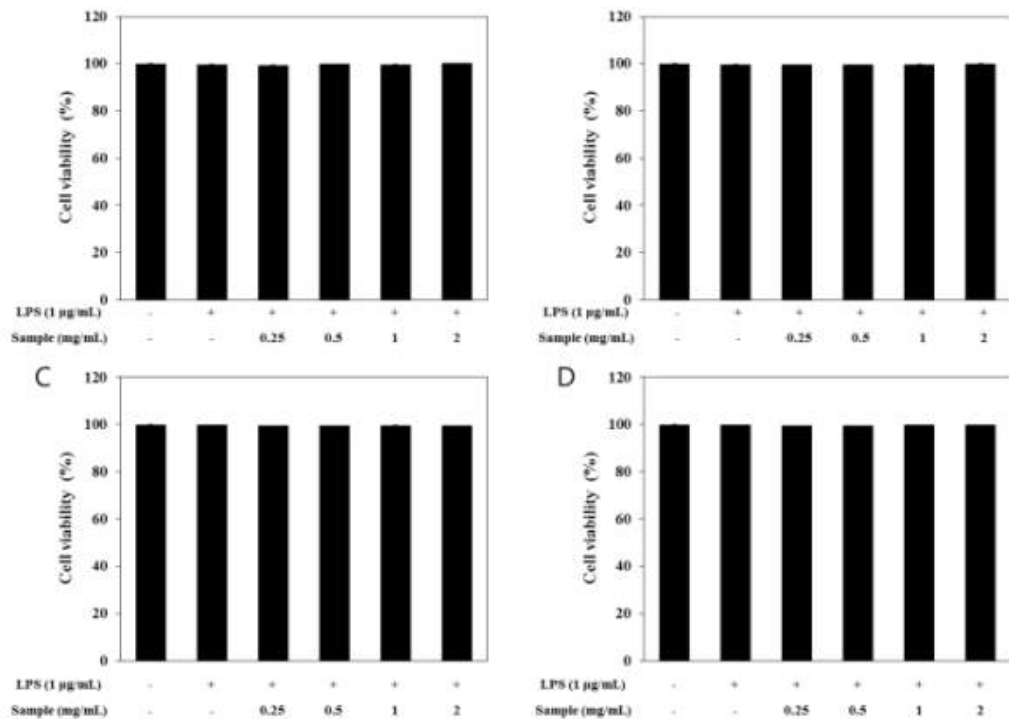 120
120
100
100
80
80
60
60
40
40
20
20
0
0
Cell viability (%)
Cell viability (%)
LPS (1 μg/mL) - + + + + +
LPS (1 μg/mL) - + + + + +
Sample (mg/mL) - - 0.25 0.5 1 2
Sample (mg/mL) - - 0.25 0.5 1 2
C
D
120
120
100
100
80
80
60
60
40
40
20
20
0
0
Cell viability (%)
Cell viability (%)
LPS (1 μg/mL) - + + + + +
LPS (1 μg/mL) - + + + + +
Sample (mg/mL) - - 0.25 0.5 1 2
Sample (mg/mL) - - 0.25 0.5 1 2